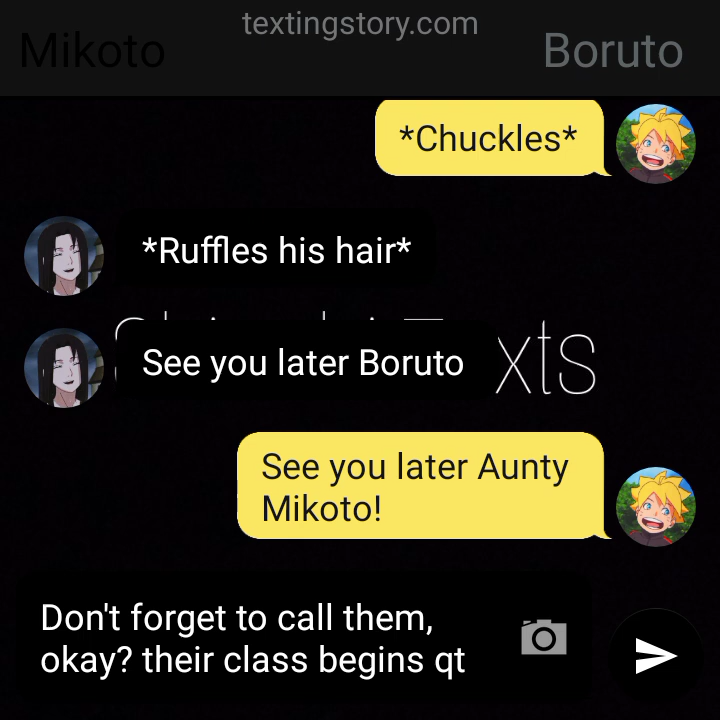 textingstory.com
Mikoto
Boruto
*Chuckles*
*Ruffles his hair*
See you later Boruto
xts
See you later Aunty
Mikoto!
Don't forget to call them,
okay? their class begins qt